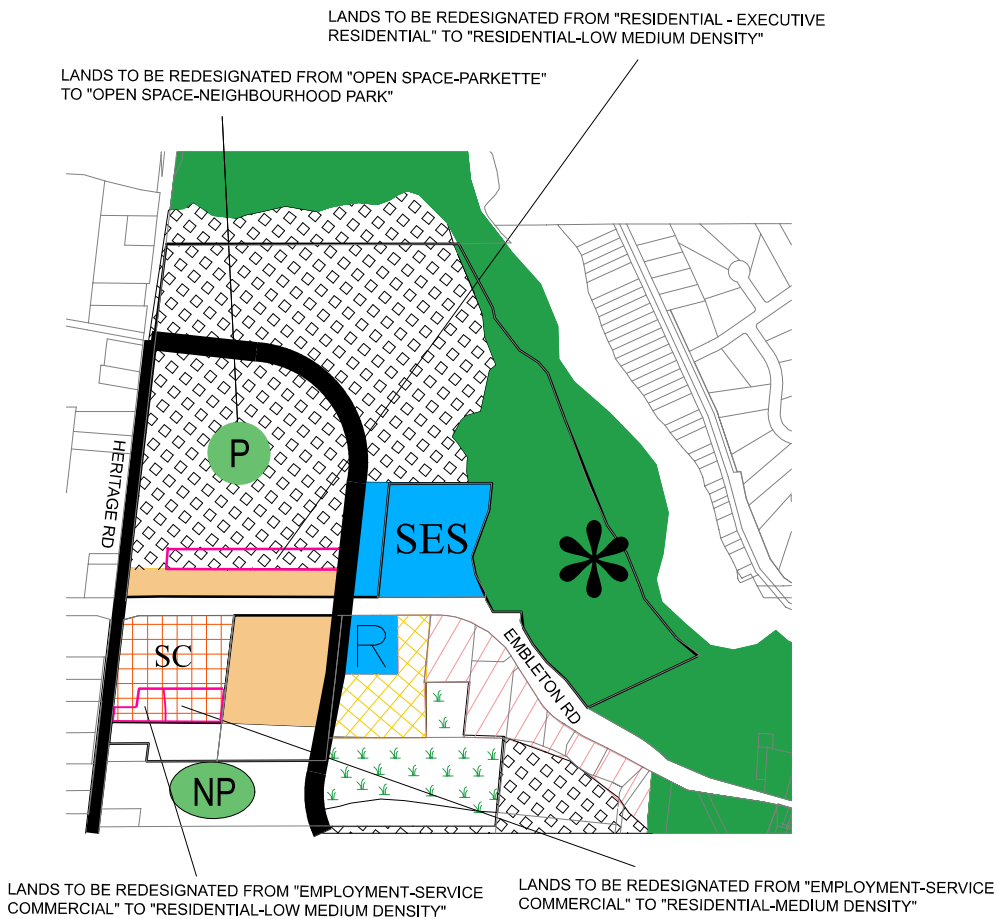 LANDS TO BE REDESIGNATED FROM "RESIDENTIAL - EXECUTIVE
RESIDENTIAL" TO "RESIDENTIAL-LOW MEDIUM DENSITY"
LANDS TO BE REDESIGNATED FROM "OPEN SPACE-PARKETTE"
TO "OPEN SPACE-NEIGHBOURHOOD PARK"
P
HERITAGE RD
SES
SC
R
EMBLETON RD
NP
LANDS TO BE REDESIGNATED FROM "EMPLOYMENT-SERVICE
COMMERCIAL" TO "RESIDENTIAL-LOW MEDIUM DENSITY"
LANDS TO BE REDESIGNATED FROM "EMPLOYMENT-SERVICE
COMMERCIAL" TO "RESIDENTIAL-MEDIUM DENSITY"